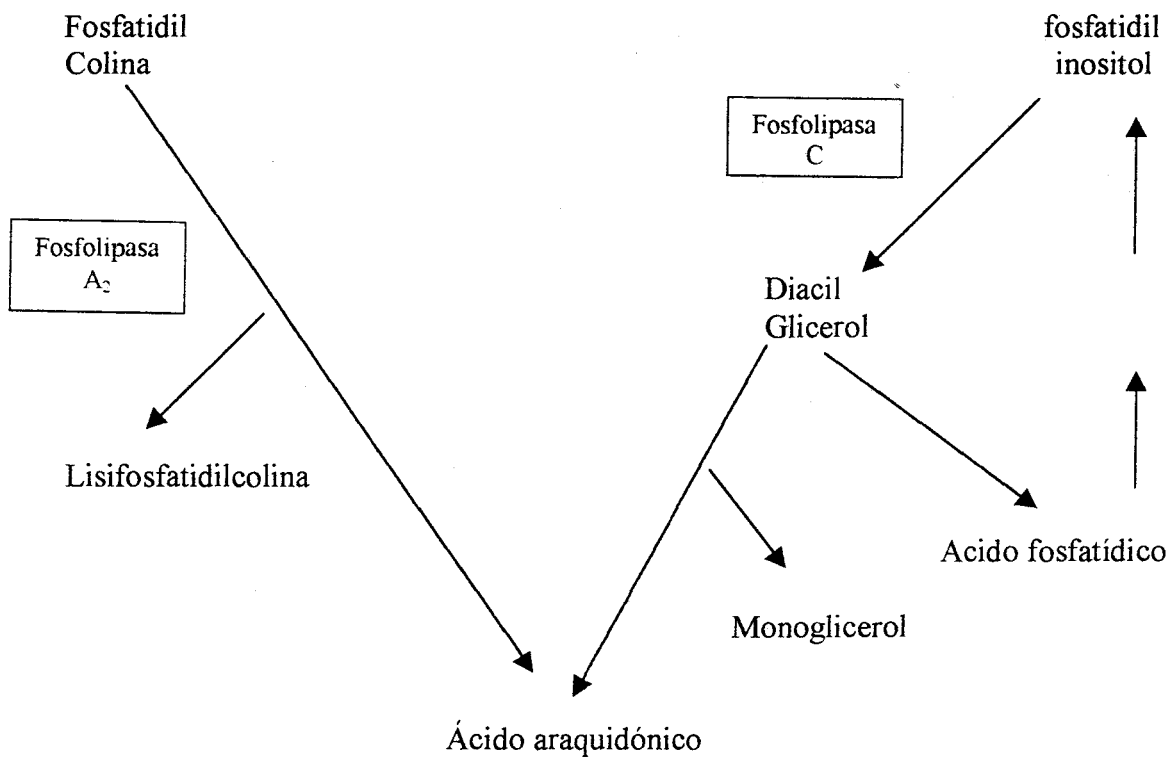 Fosfatidil
Colina
fosfatidil
inositol
Fosfolipasa
C
Fosfolipasa
A₂
Diacil
Glicerol
Lisifosfatidilcolina
Acido fosfatídico
Monoglicerol
Ácido araquidónico